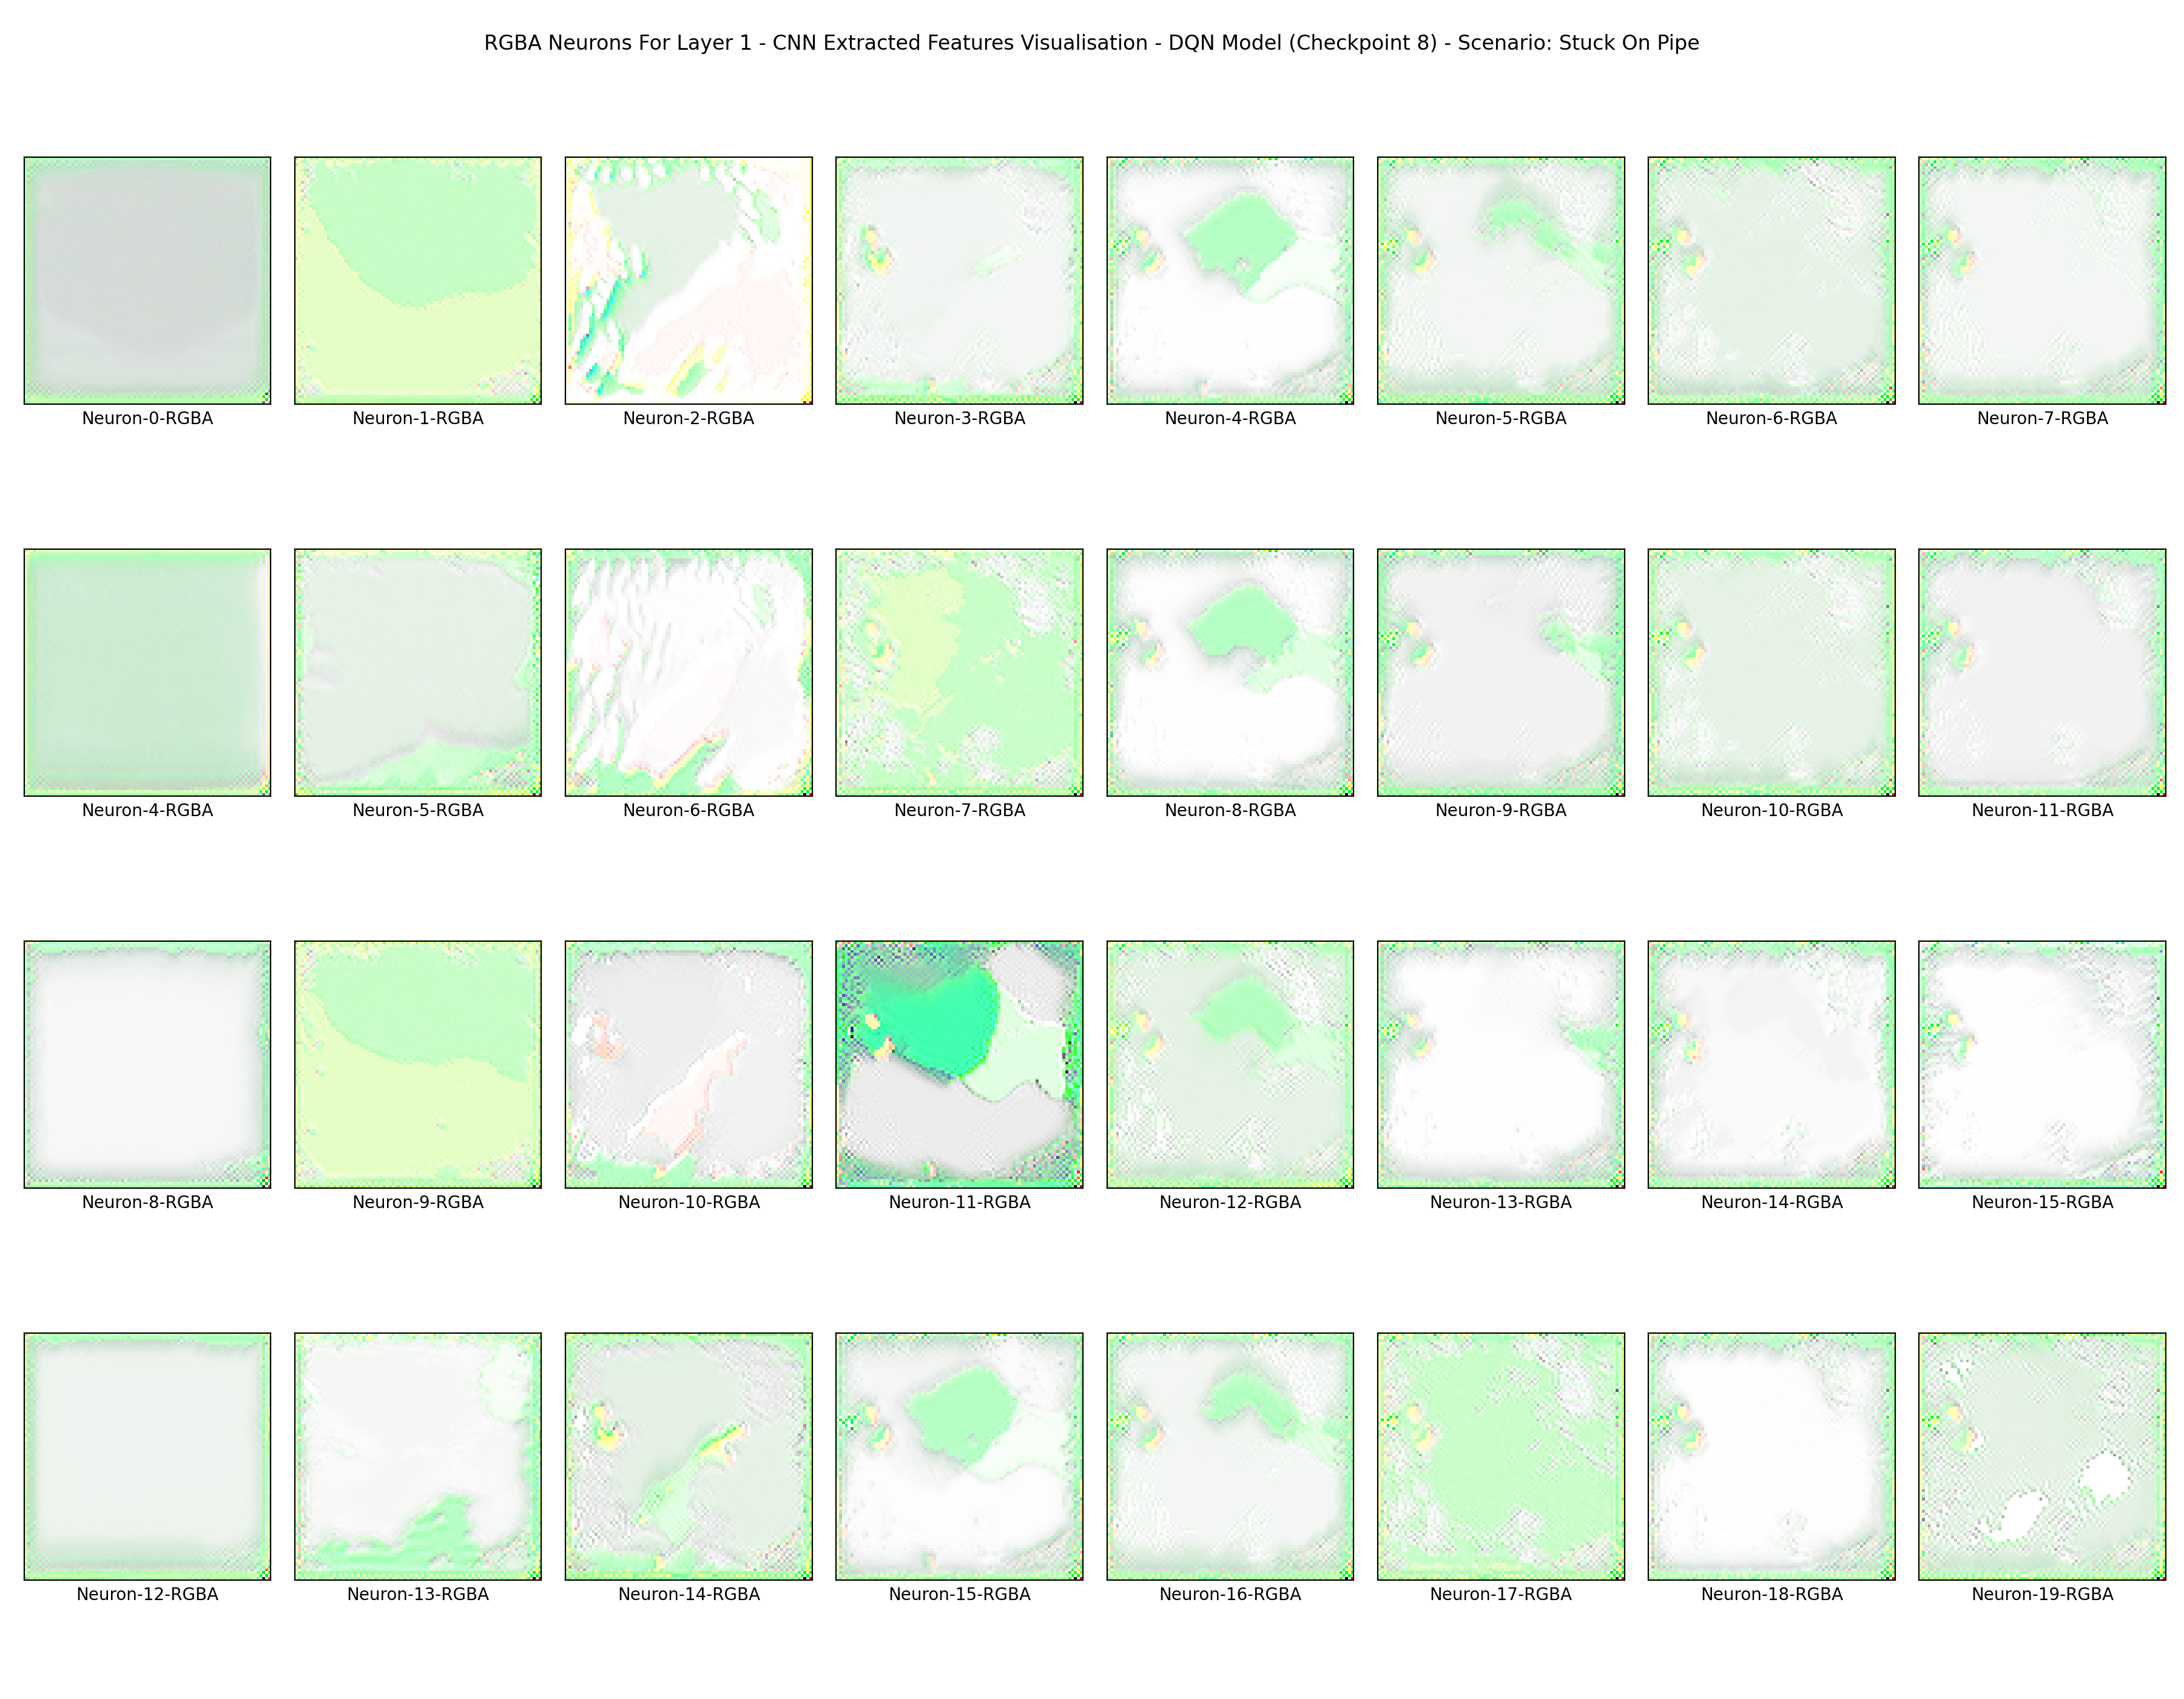 RGBA Neurons For Layer 1 - CNN Extracted Features Visualisation - DQN Model (Checkpoint 8) - Scenario: Stuck On Pipe
Neuron-0-RGBA Neuron-1-RGBA Neuron-2-RGBA Neuron-3-RGBA Neuron-4-RGBA Neuron-5-RGBA Neuron-6-RGBA Neuron-7-RGBA
Neuron-4-RGBA Neuron-5-RGBA Neuron-6-RGBA Neuron-7-RGBA Neuron-8-RGBA Neuron-9-RGBA Neuron-10-RGBA Neuron-11-RGBA
Neuron-8-RGBA Neuron-9-RGBA Neuron-10-RGBA Neuron-11-RGBA Neuron-12-RGBA Neuron-13-RGBA Neuron-14-RGBA Neuron-15-RGBA
Neuron-12-RGBA Neuron-13-RGBA Neuron-14-RGBA Neuron-15-RGBA Neuron-16-RGBA Neuron-17-RGBA Neuron-18-RGBA Neuron-19-RGBA